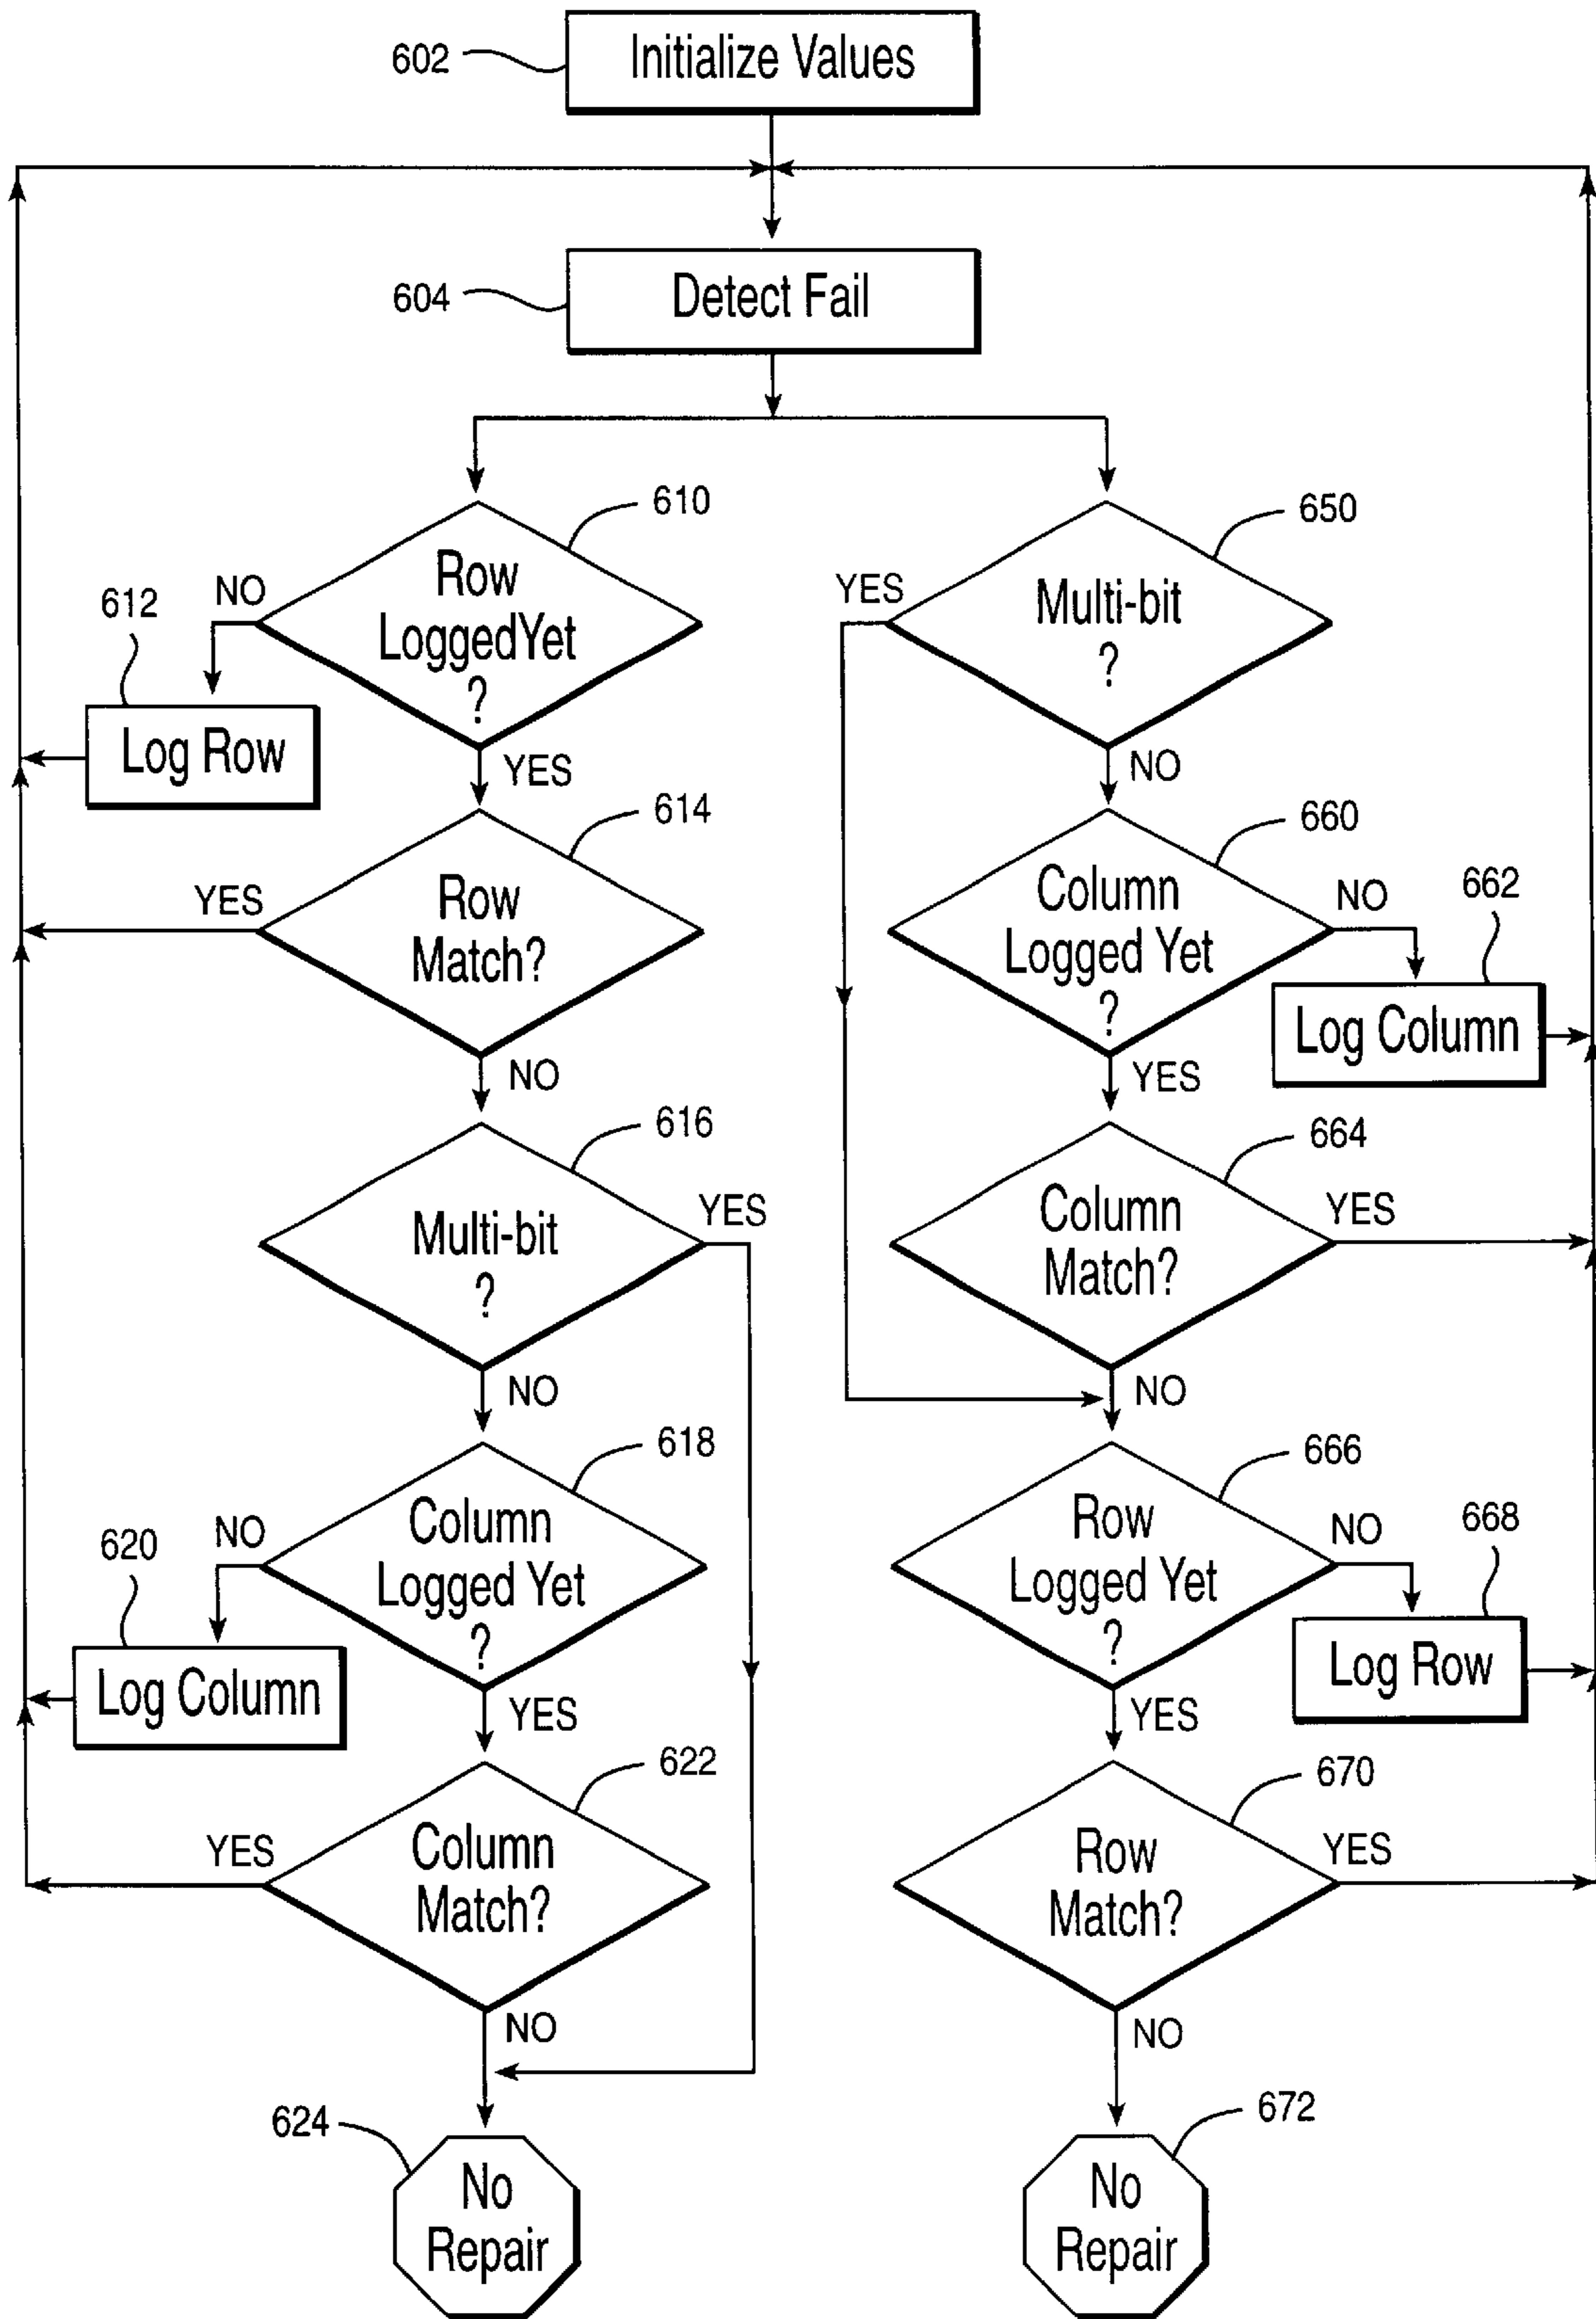 602
Initialize Values
604
Detect Fail
610
Row
LoggedYet
?
NO
YES
612
Log Row
614
Row
Match?
YES
NO
616
Multi-bit
?
YES
NO
618
Column
Logged Yet
?
NO
YES
620
Log Column
622
Column
Match?
YES
NO
624
No
Repair
650
Multi-bit
?
YES
NO
660
Column
Logged Yet
?
NO
YES
662
Log Column
664
Column
Match?
YES
NO
666
Row
Logged Yet
?
NO
YES
668
Log Row
670
Row
Match?
YES
NO
672
No
Repair